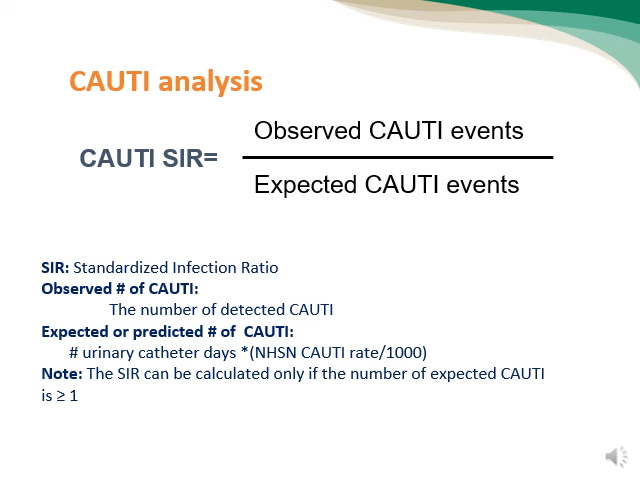 CAUTI analysis
Observed CAUTI events
CAUTI SIR=
Expected CAUTI events
SIR: Standardized Infection Ratio
Observed # of CAUTI:
The number of detected CAUTI
Expected or predicted # of CAUTI:
# urinary catheter days *(NHSN CAUTI rate/1000)
Note: The SIR can be calculated only if the number of expected CAUTI
is ≥ 1